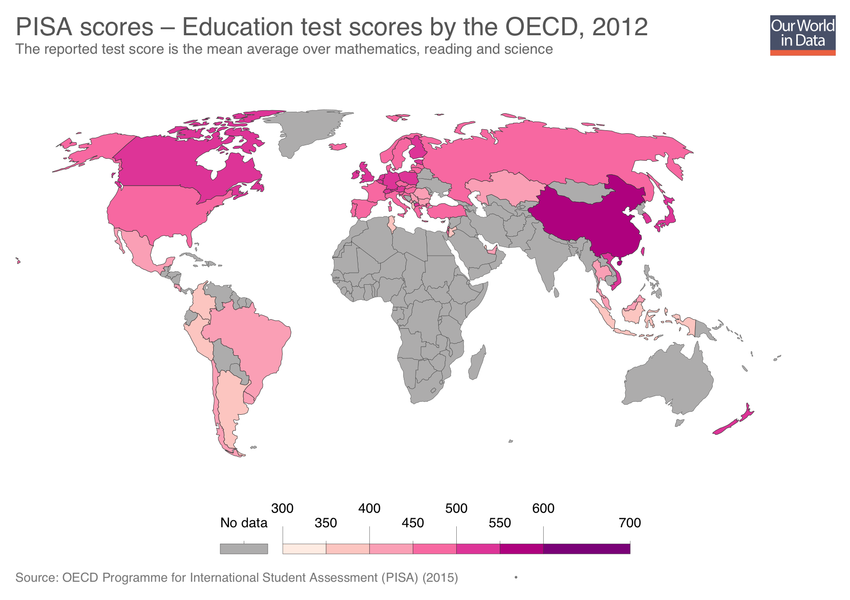 PISA scores – Education test scores by the OECD, 2012
The reported test score is the mean average over mathematics, reading and science
Our World
in Data
300 400 500 600
No data 350 450 550 700
Source: OECD Programme for International Student Assessment (PISA) (2015)